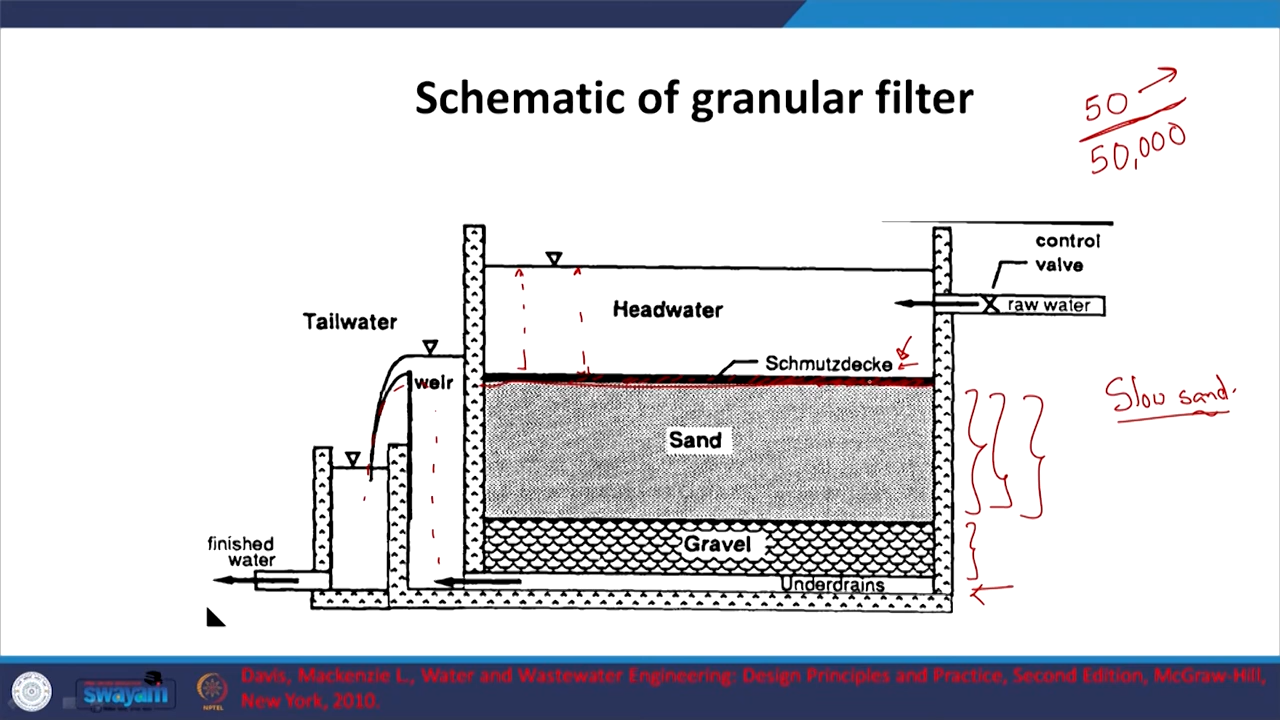 Schematic of granular filter
50
50,000
control
valve
raw water
Headwater
Tailwater
Schmutzdecke
weir
Slow sand.
Sand
Gravel
finished
water
Underdrains
swayam
NPTEL
Davis, Mackenzie L., Water and Wastewater Engineering: Design Principles and Practice, Second Edition, McGraw-Hill,
New York, 2010.